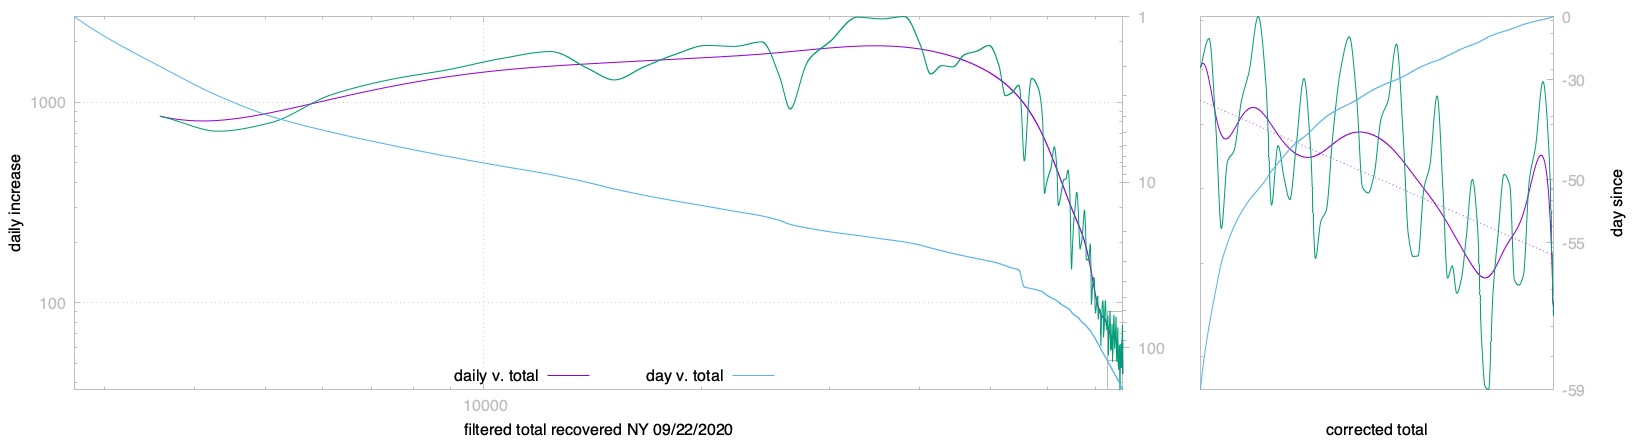 1000
100
10000
daily increase
daily v. total
day v. total
filtered total recovered NY 09/22/2020
1
10
100
0
-30
-50
-55
-59
day since
corrected total